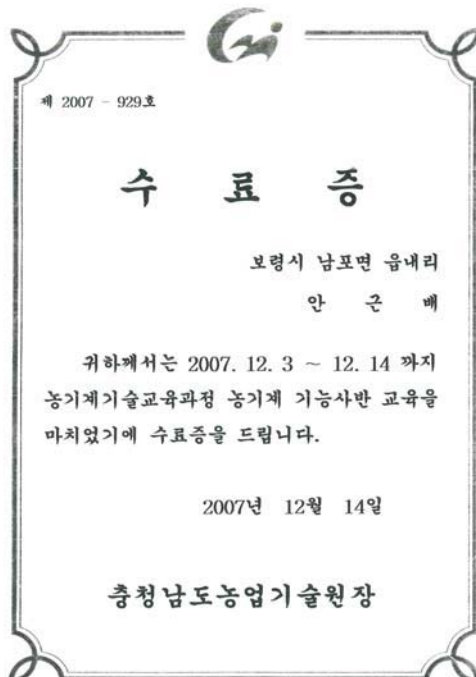 제 2007 - 929호
수 료 증
보령시 남포면 읍내리
안 근 배
귀하께서는 2007. 12. 3 ~ 12. 14 까지
농기계기술교육과정 농기계 기능사반 교육을
마치었기에 수료증을 드립니다.
2007년 12월 14일
충청남도농업기술원장